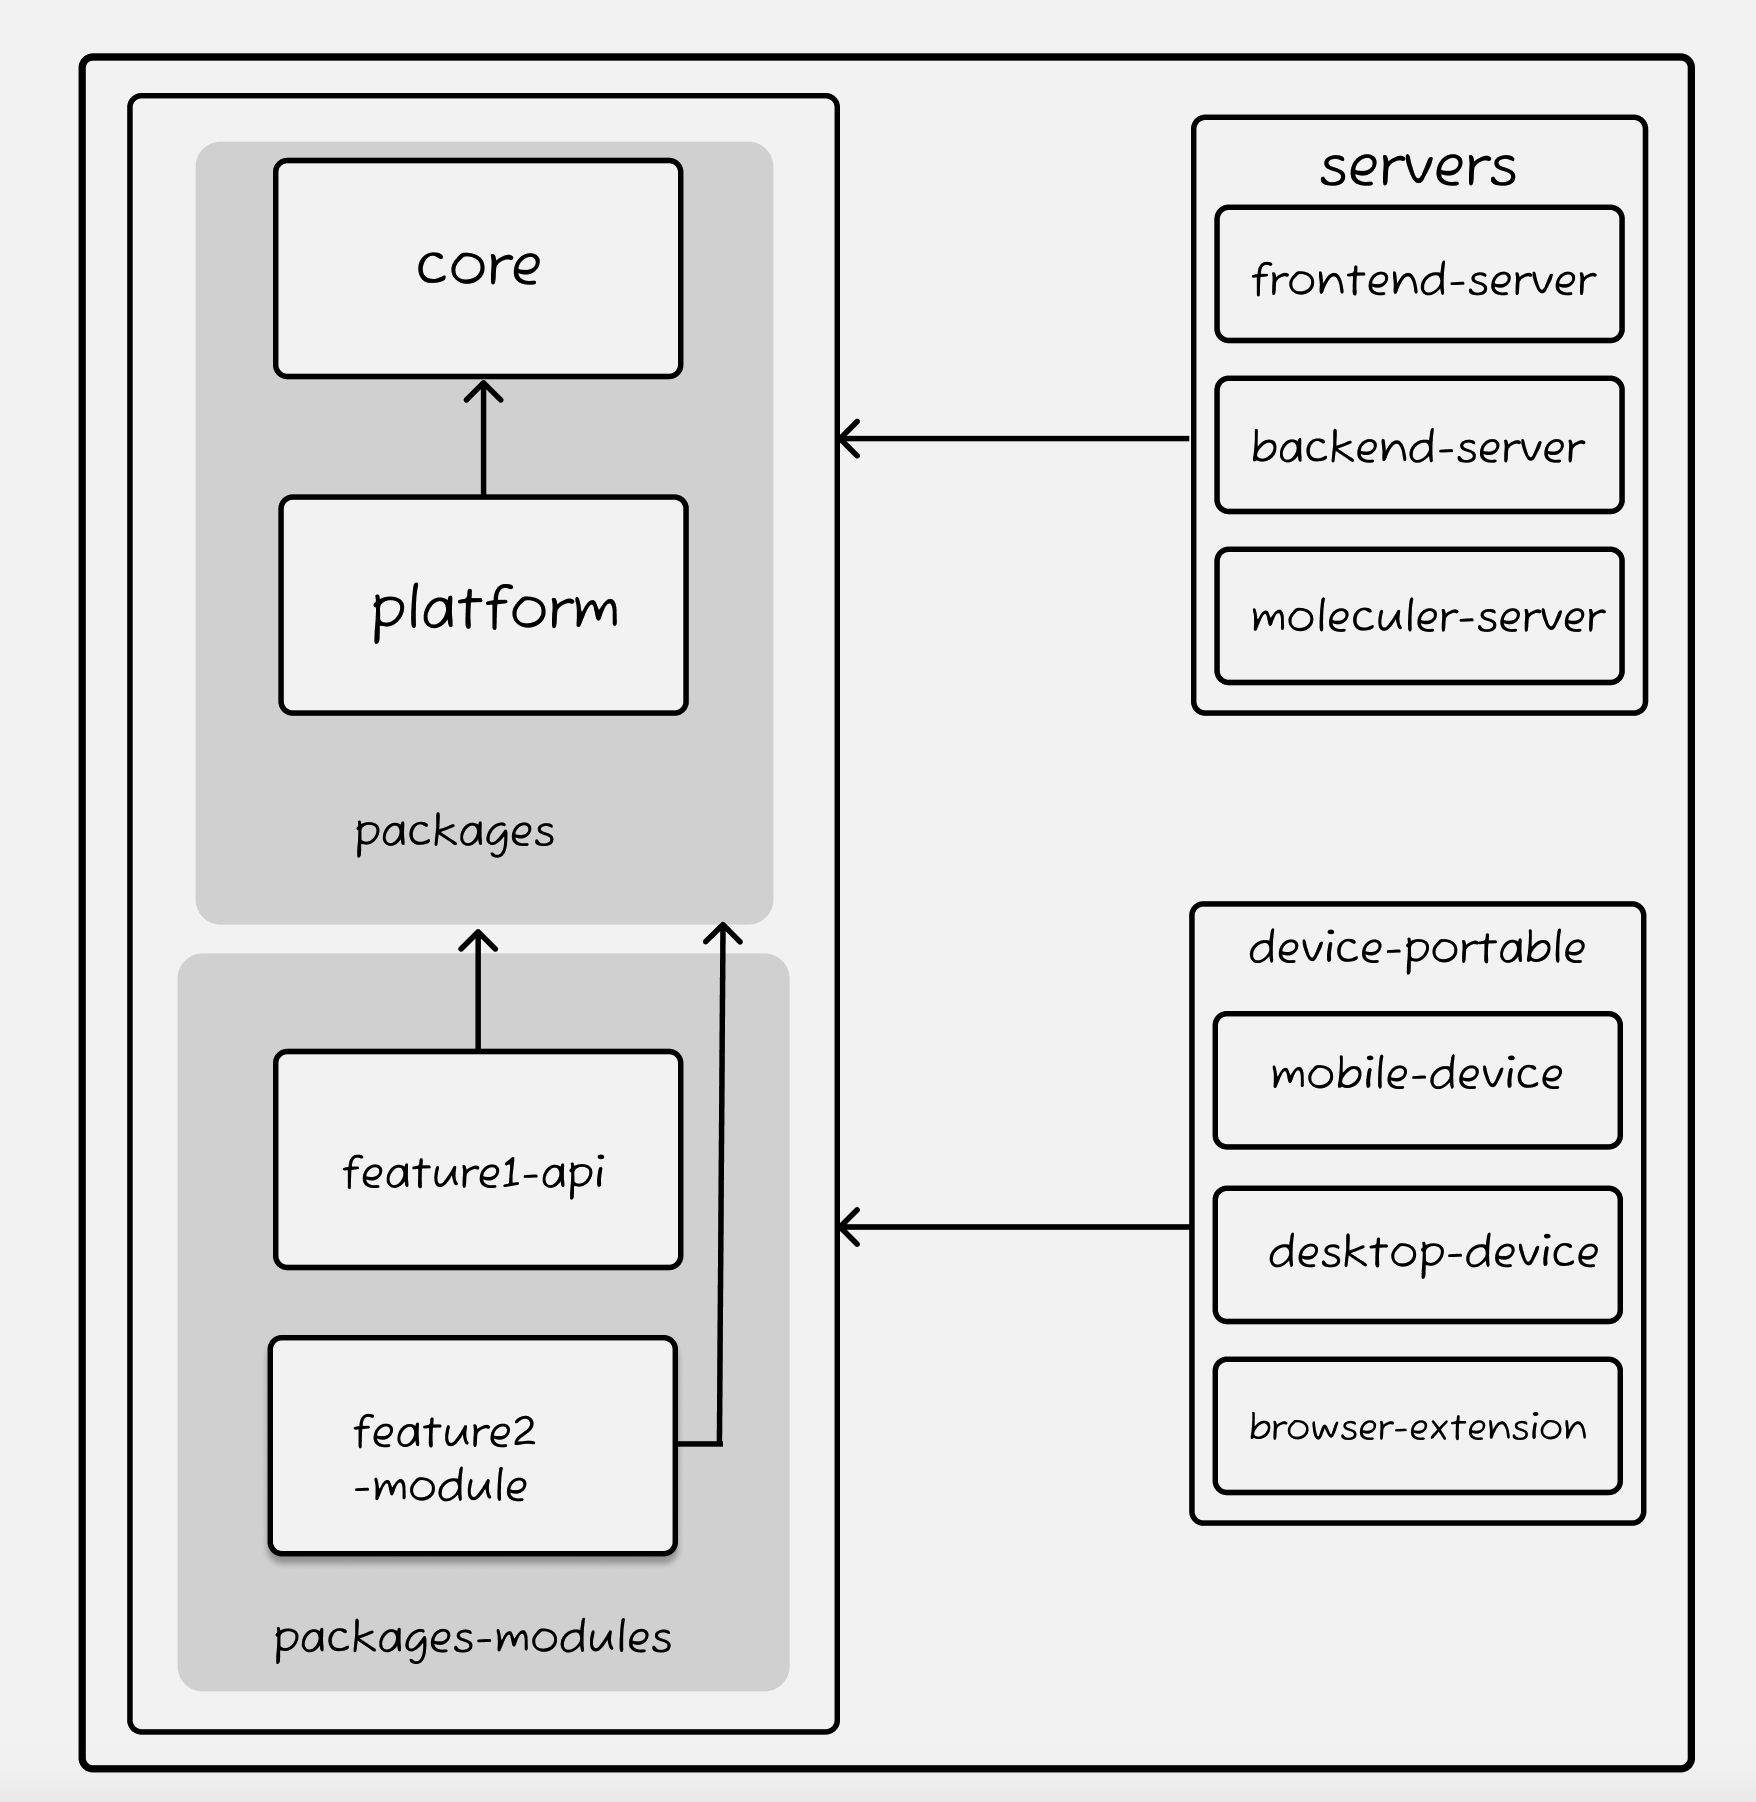 core
platform
packages
feature1-api
feature2
-module
packages-modules
servers
frontend-server
backend-server
moleculer-server
device-portable
mobile-device
desktop-device
browser-extension